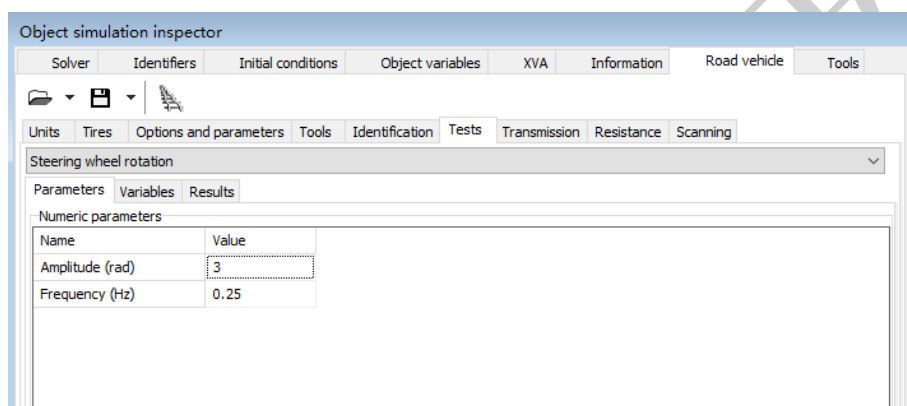 Object simulation inspector
Solver Identifiers Initial conditions Object variables XVA Information Road vehicle Tools
Units Tires Options and parameters Tools Identification Tests Transmission Resistance Scanning
Steering wheel rotation
Parameters Variables Results
Numeric parameters
Name Value
Amplitude (rad) 3
Frequency (Hz) 0.25